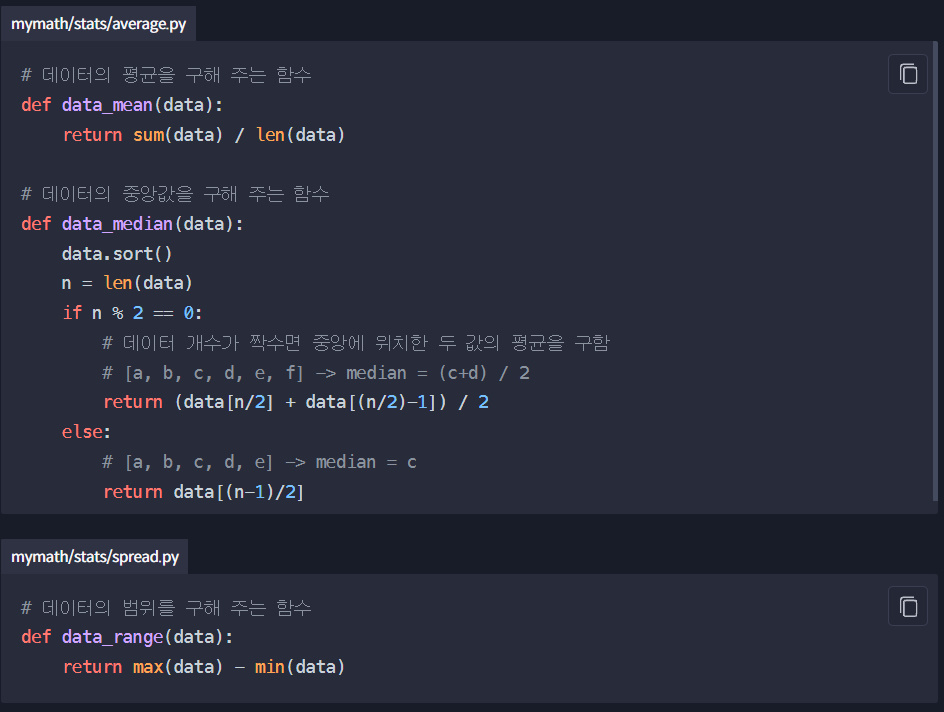 mymath/stats/average.py
# 데이터의 평균을 구해 주는 함수
def data_mean(data):
    return sum(data) / len(data)
# 데이터의 중앙값을 구해 주는 함수
def data_median(data):
    data.sort()
    n = len(data)
    if n % 2 == 0:
        # 데이터 개수가 짝수면 중앙에 위치한 두 값의 평균을 구함
        # [a, b, c, d, e, f] -> median = (c+d) / 2
        return (data[n/2] + data[(n/2)-1]) / 2
    else:
        # [a, b, c, d, e] -> median = c
        return data[(n-1)/2]
mymath/stats/spread.py
# 데이터의 범위를 구해 주는 함수
def data_range(data):
    return max(data) - min(data)